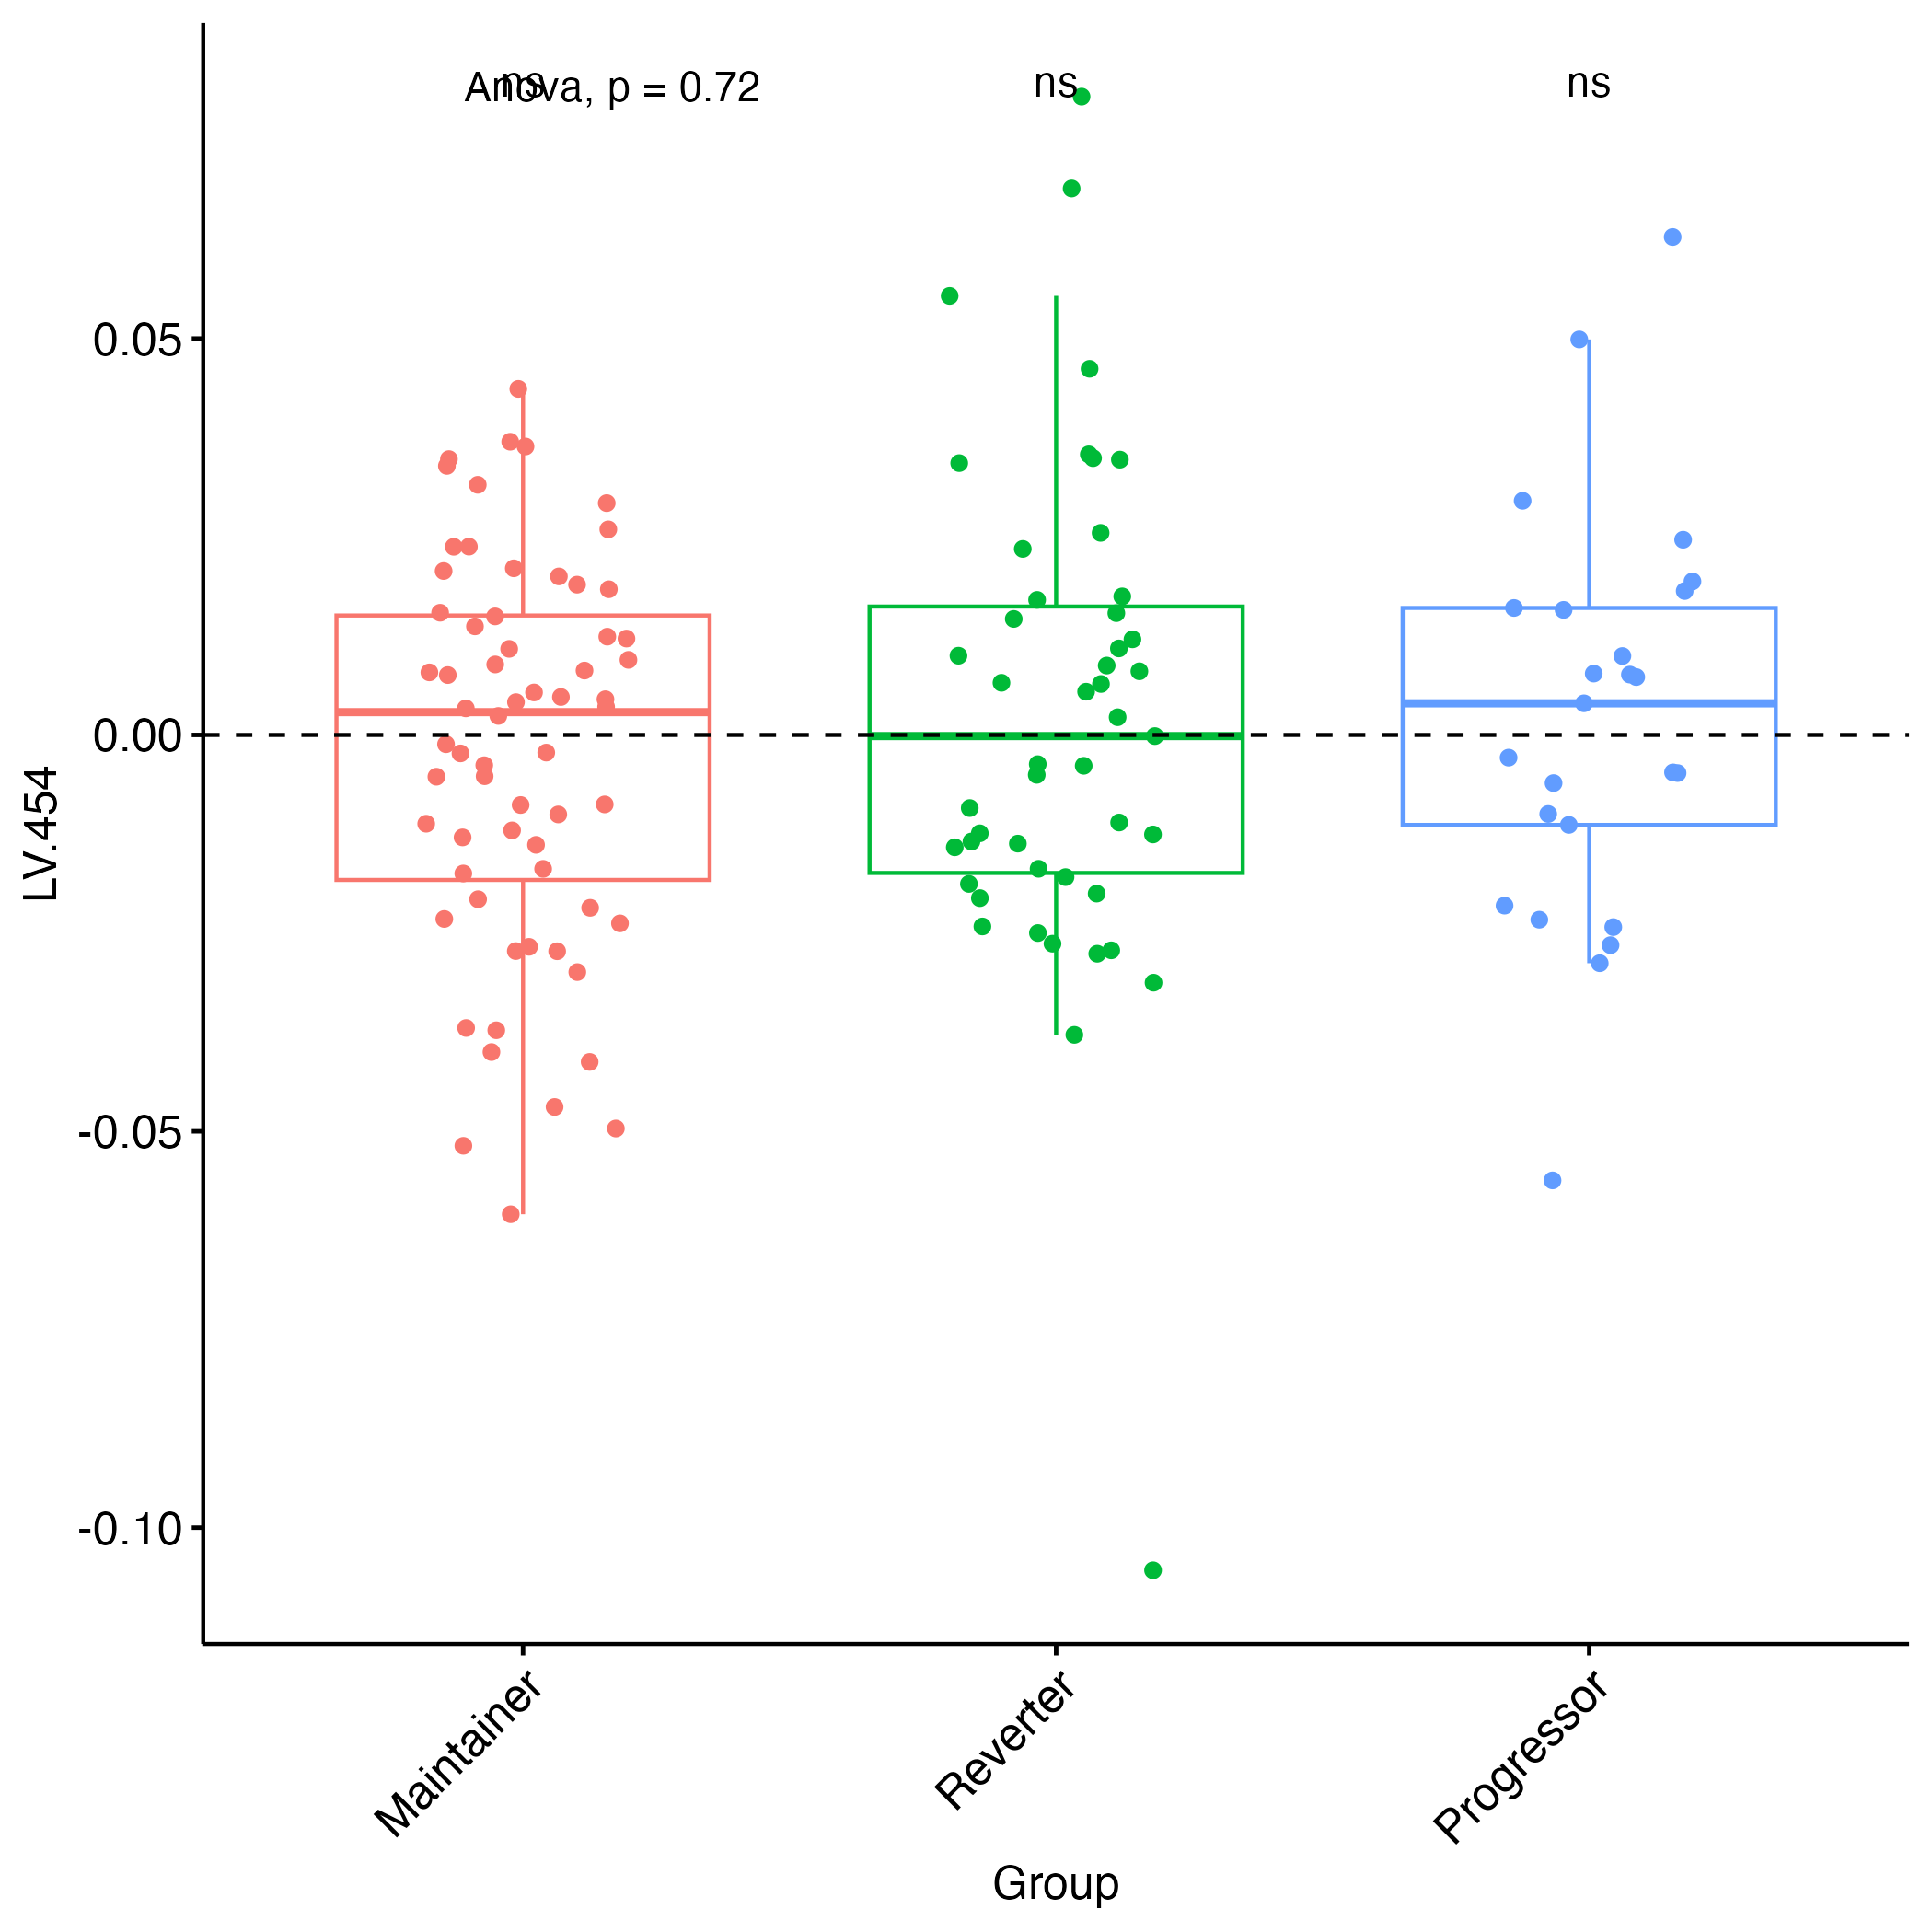 Anova, p = 0.72
ns
ns
ns
0.05
0.00
-0.05
-0.10
LV.454
Maintainer
Reverter
Progressor
Group